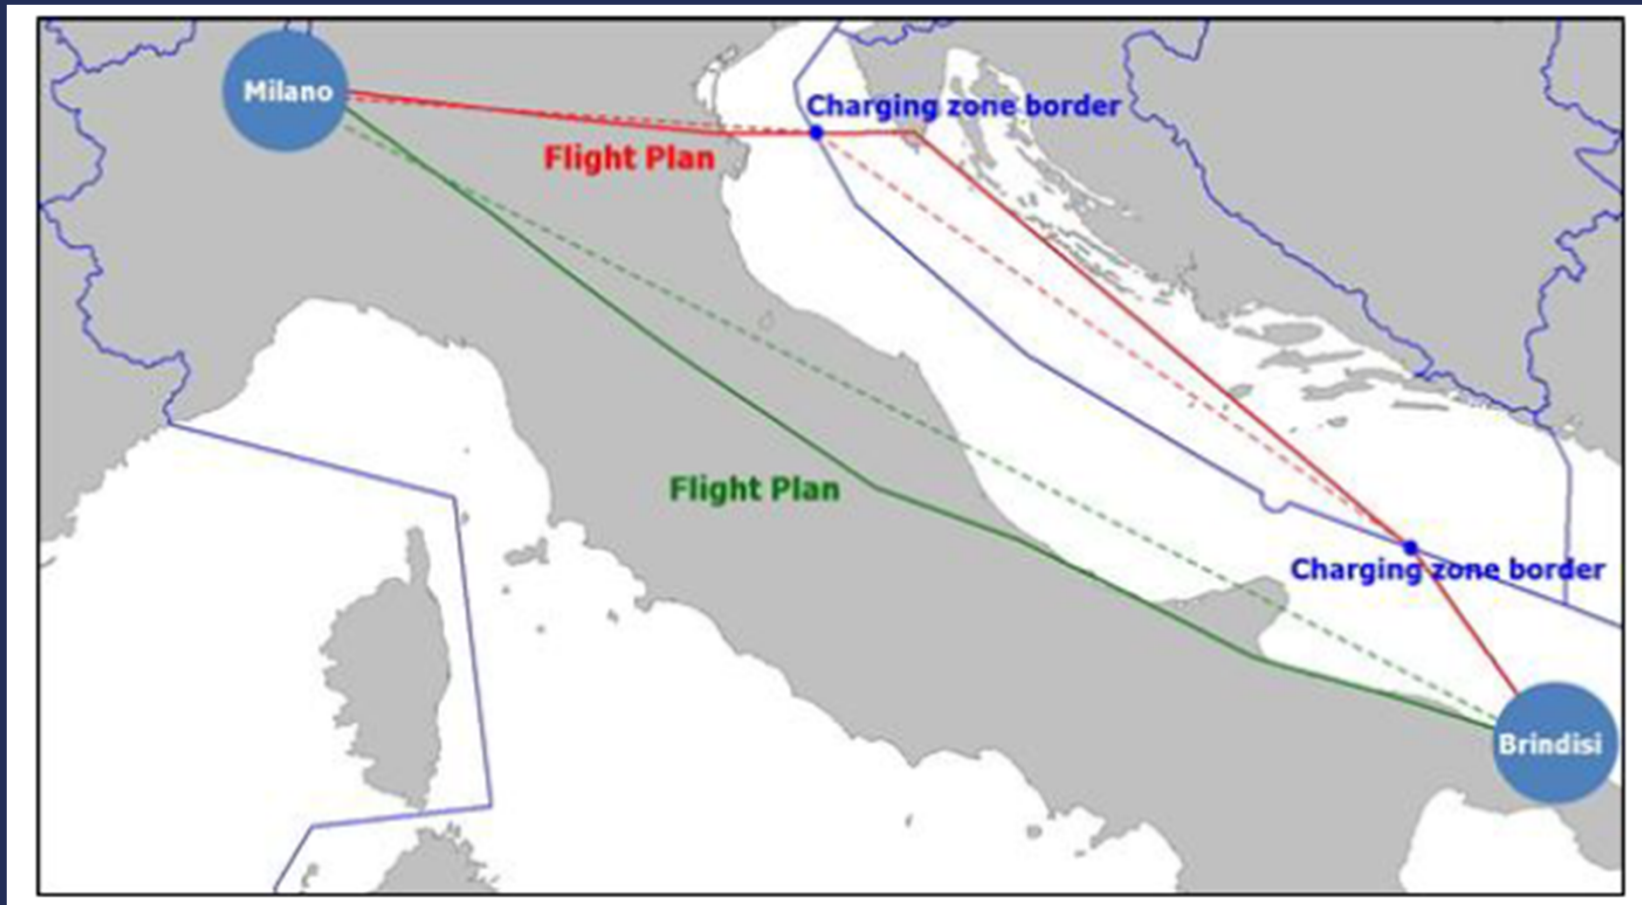 Milano
Charging zone border
Flight Plan
Flight Plan
Charging zone border
Brindisi